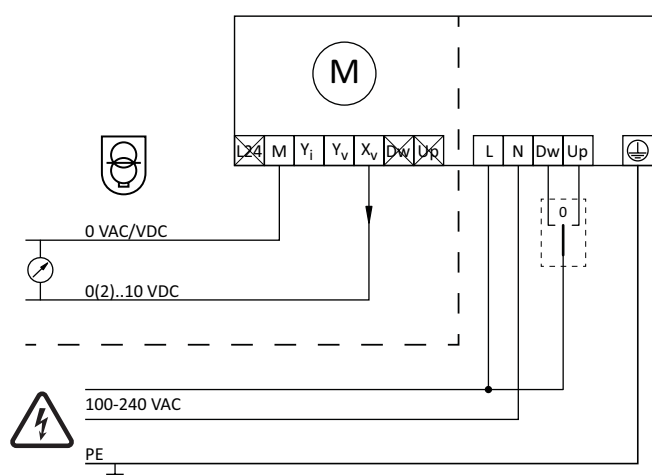 M
L24 M Yi Yv Xv Dw Up L N Dw Up
0
0 VAC/VDC
0(2)..10 VDC
100-240 VAC
PE